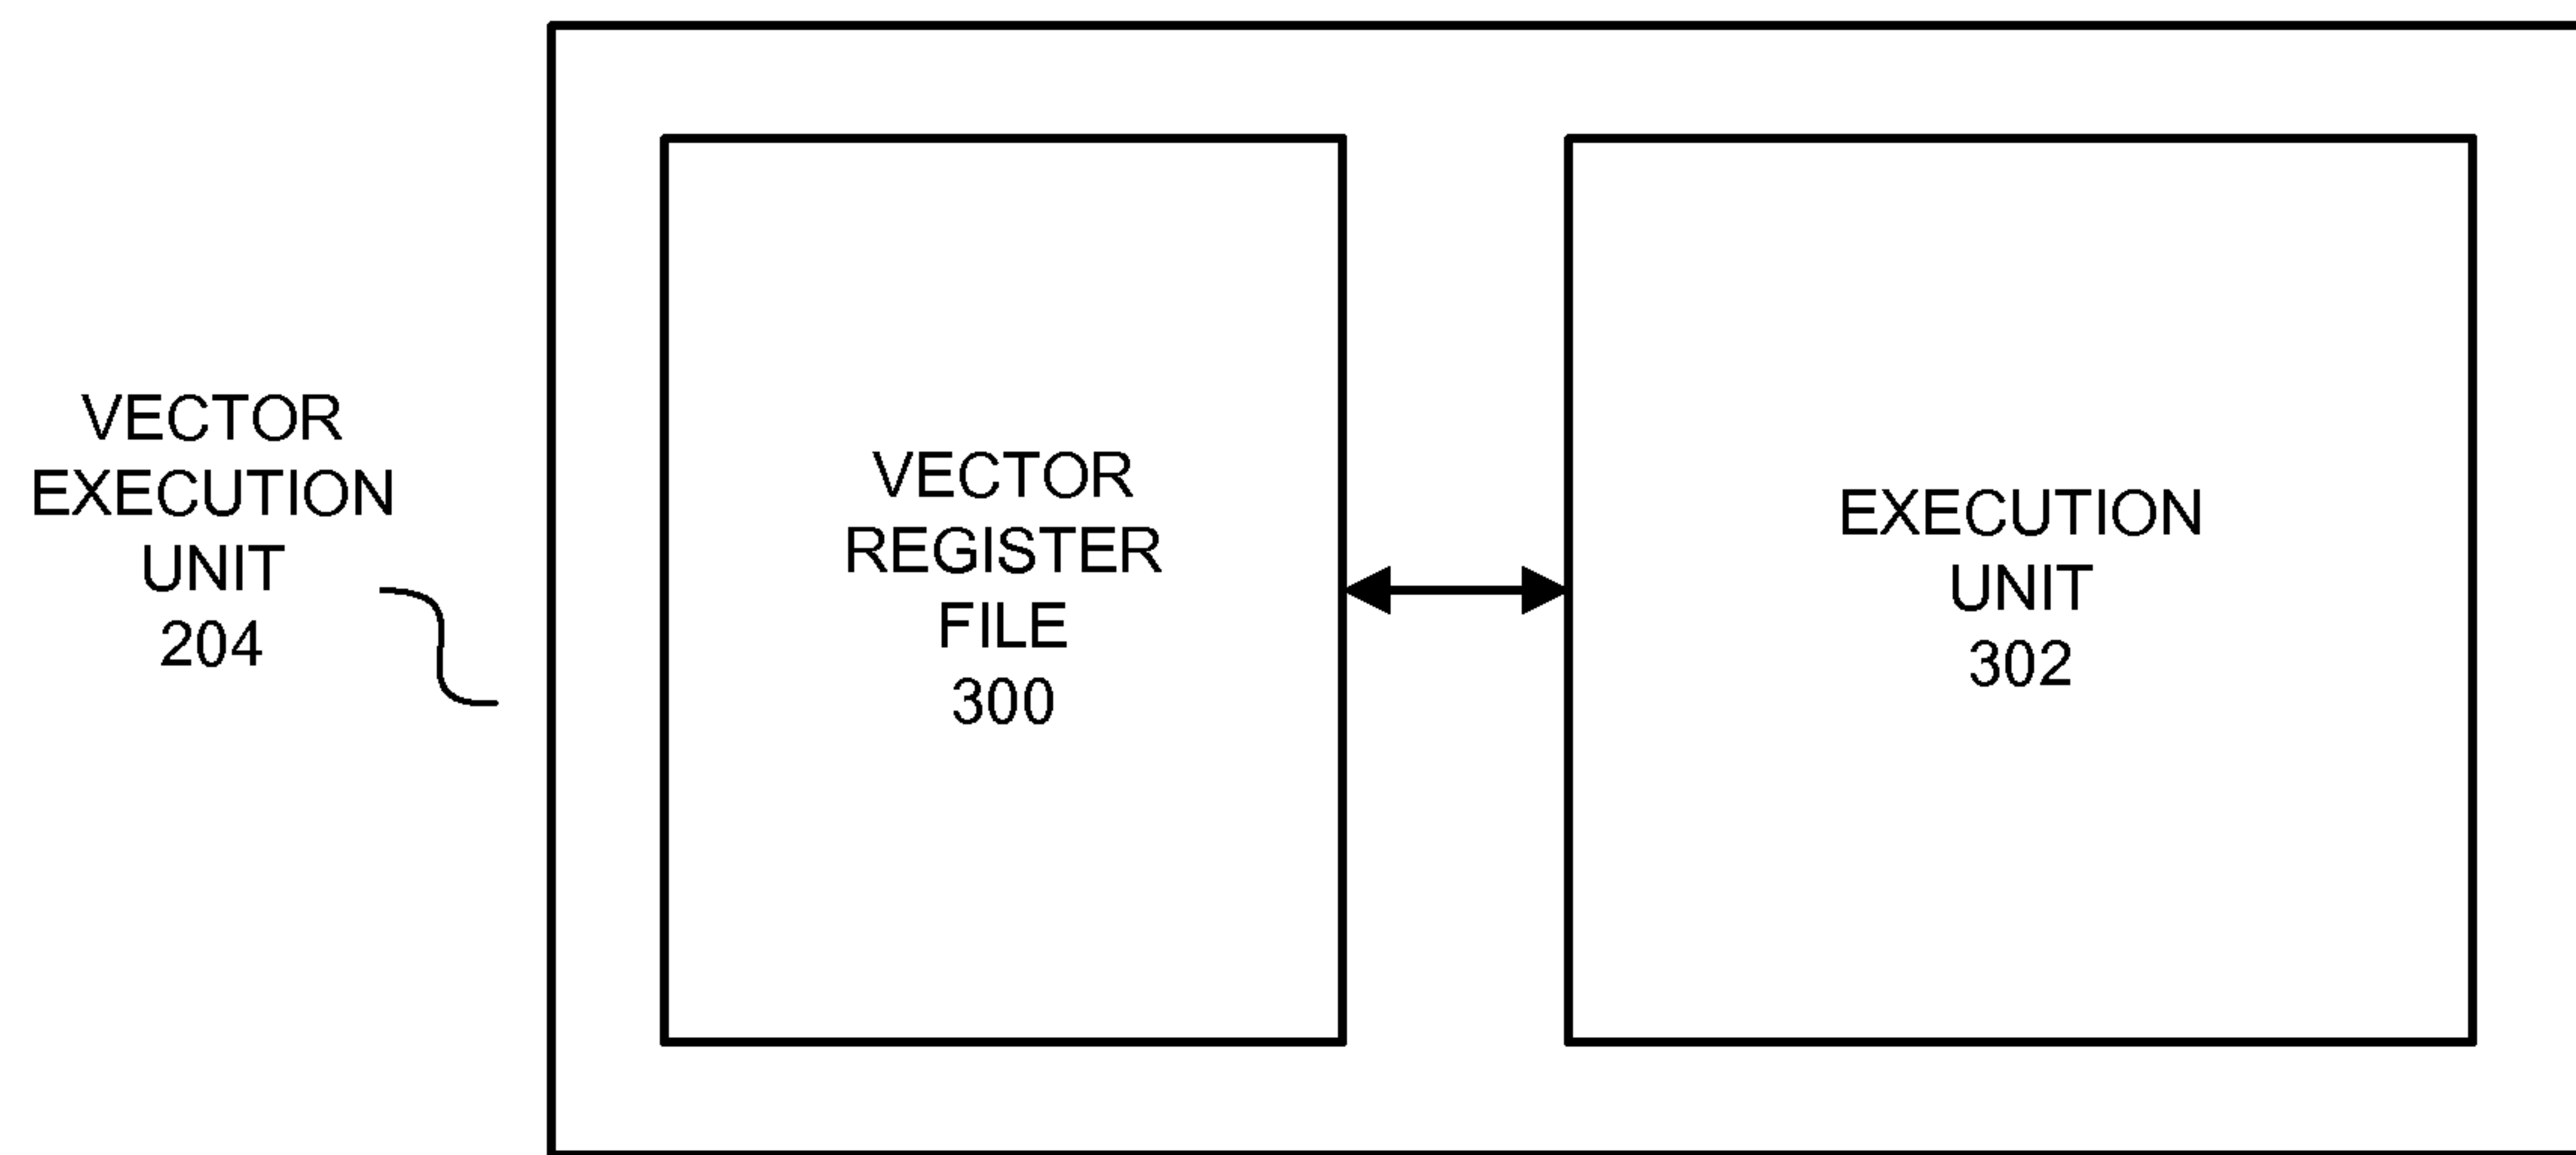 VECTOR
EXECUTION
UNIT
204
VECTOR
REGISTER
FILE
300
EXECUTION
UNIT
302